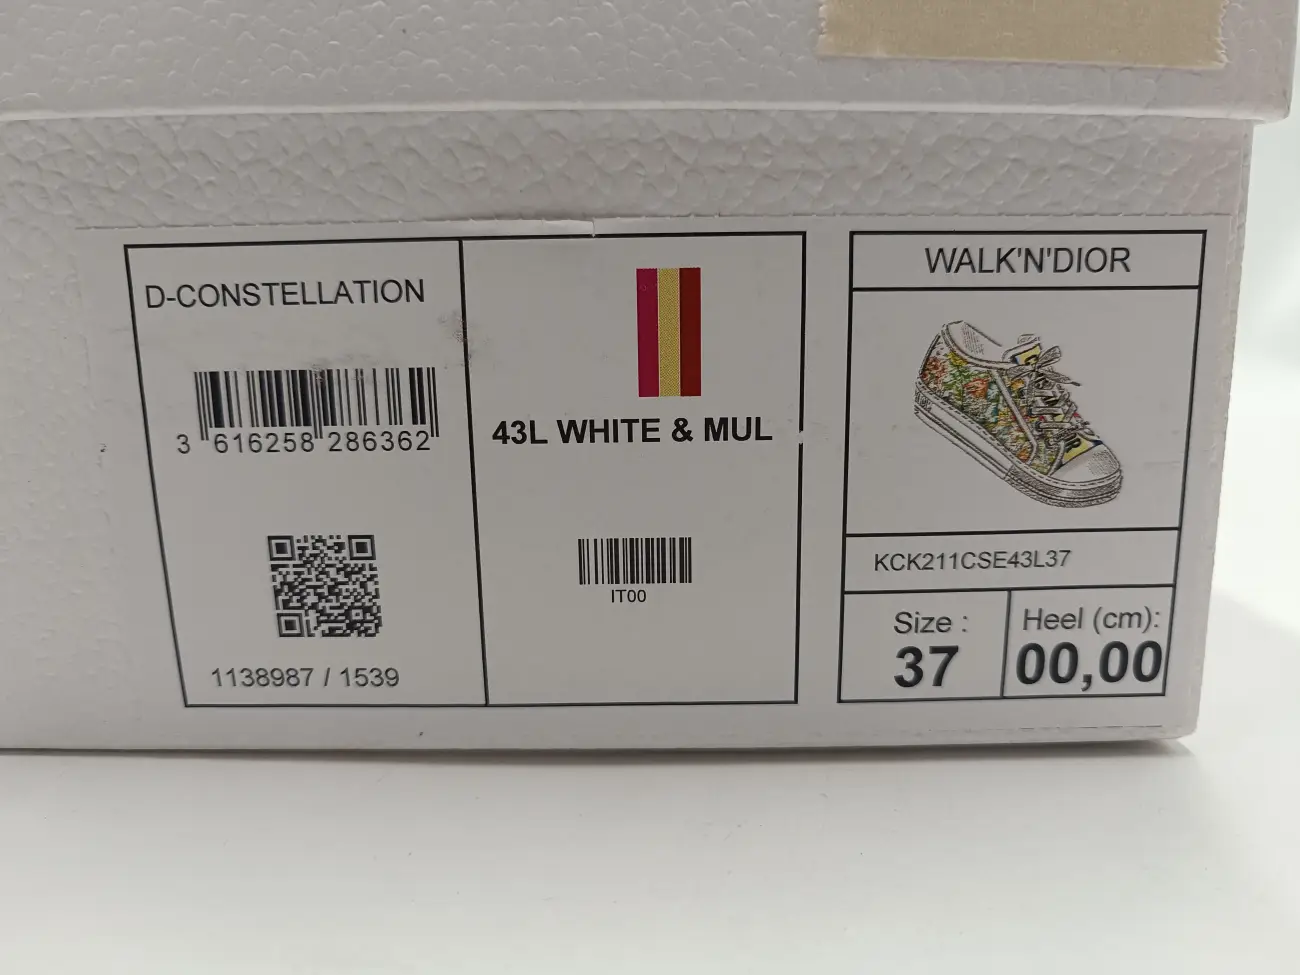 D-CONSTELLATION
3 616258 286362
1138987 / 1539
43L WHITE & MUL
IT00
WALK'N'DIOR
KCK211CSE43L37
Size :
37
Heel (cm):
00,00